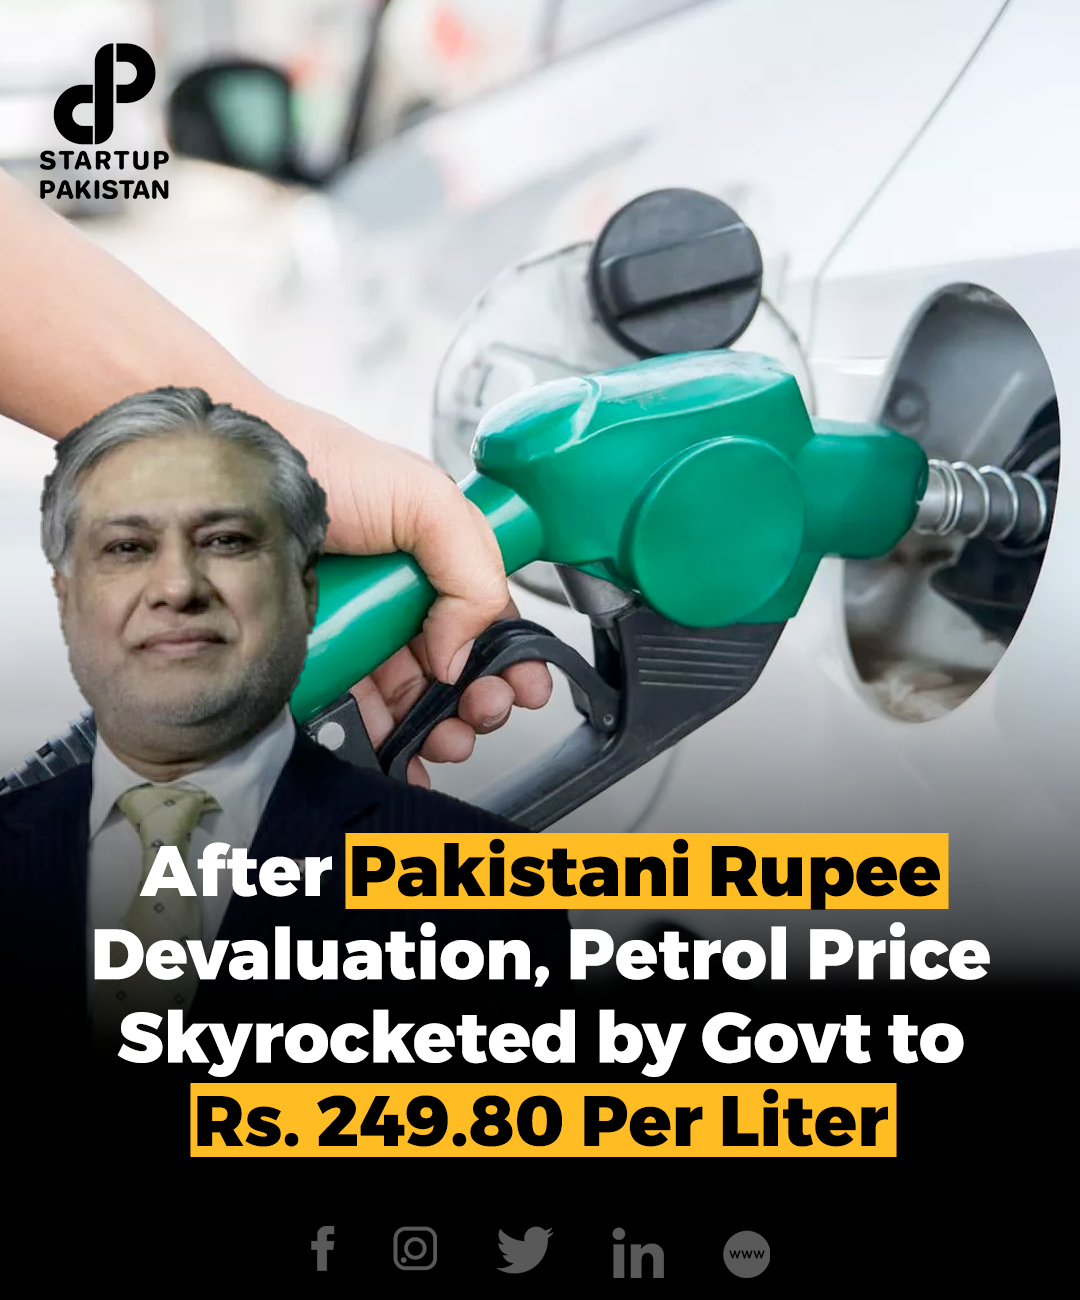 STARTUP
PAKISTAN
After Pakistani Rupee
Devaluation, Petrol Price
Skyrocketed by Govt to
Rs. 249.80 Per Liter
www